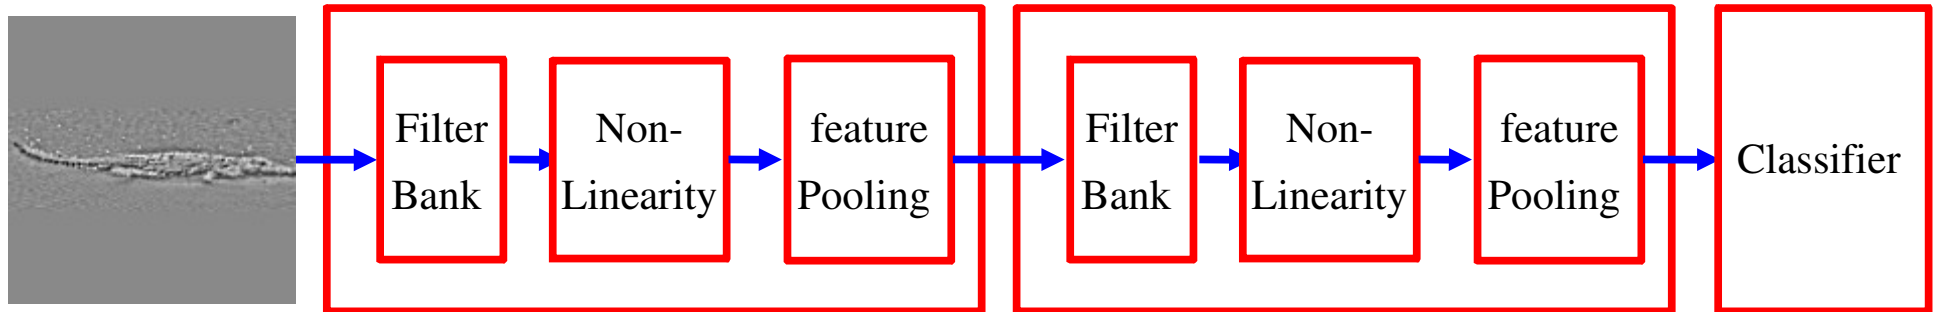 Filter
Bank
Non-
Linearity
feature
Pooling
Filter
Bank
Non-
Linearity
feature
Pooling
Classifier